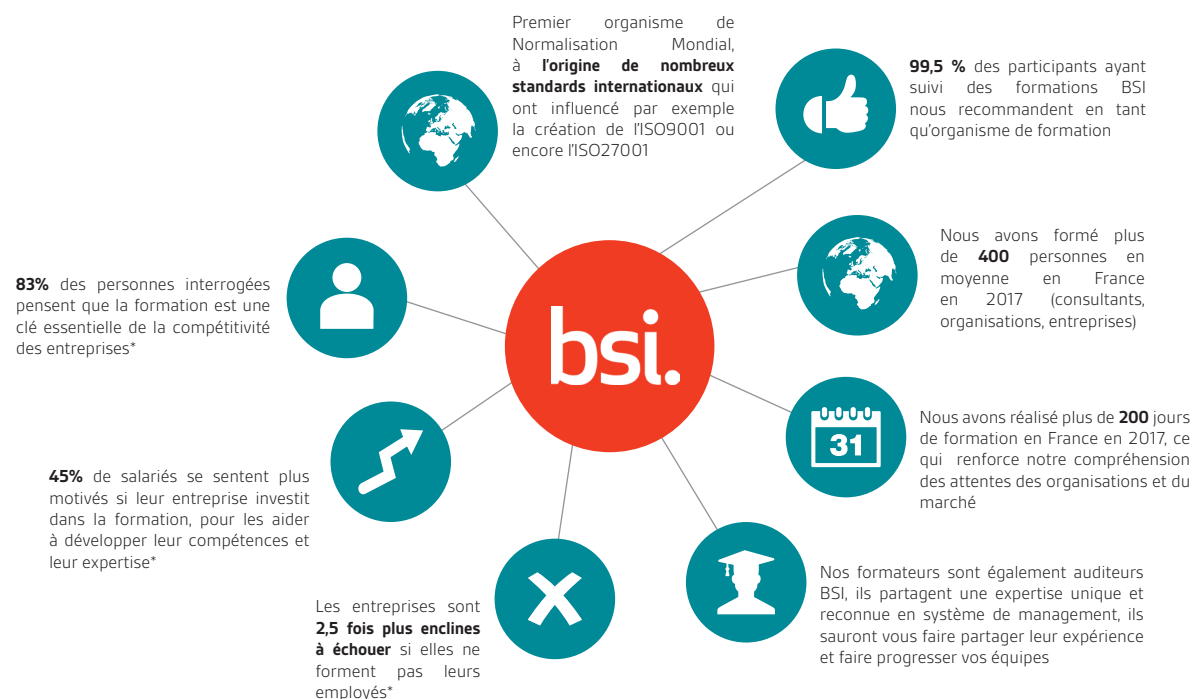 Premier organisme de
Normalisation Mondial,
à l'origine de nombreux
standards internationaux qui
ont influencé par exemple
la création de l'ISO9001 ou
encore l'ISO27001
99,5 % des participants ayant
suivi des formations BSI
nous recommandent en tant
qu'organisme de formation
Nous avons formé plus
de 400 personnes en
moyenne en France
en 2017 (consultants,
organisations, entreprises)
83% des personnes interrogées
pensent que la formation est une
clé essentielle de la compétitivité
des entreprises*
bsi.
31
Nous avons réalisé plus de 200 jours
de formation en France en 2017, ce
qui renforce notre compréhension
des attentes des organisations et du
marché
45% de salariés se sentent plus
motivés si leur entreprise investit
dans la formation, pour les aider
à développer leur compétences et
leur expertise*
Nos formateurs sont également auditeurs
BSI, ils partagent une expertise unique et
reconnue en système de management, ils
sauront vous faire partager leur expérience
et faire progresser vos équipes
Les entreprises sont
2,5 fois plus enclines
à échouer si elles ne
forment pas leurs
employés*